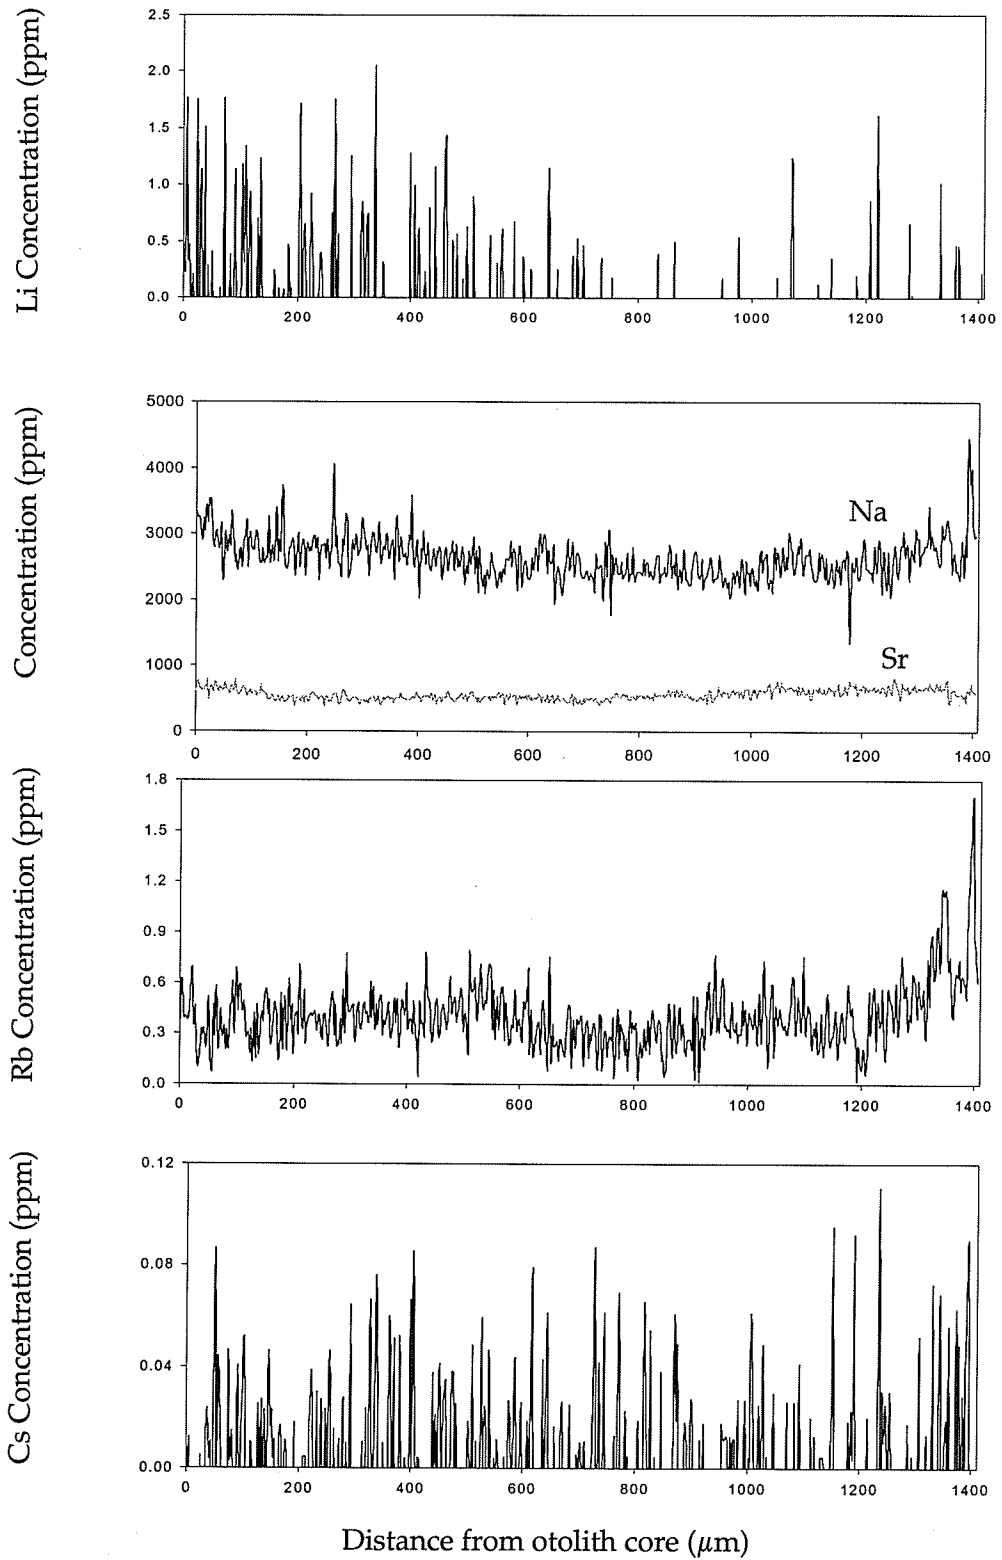 Li Concentration (ppm)
2.5
2.0
1.5
1.0
0.5
0.0
0 200 400 600 800 1000 1200 1400
Concentration (ppm)
5000
4000
3000
2000
1000
0
Na
Sr
0 200 400 600 800 1000 1200 1400
Rb Concentration (ppm)
1.8
1.5
1.2
0.9
0.6
0.3
0.0
0 200 400 600 800 1000 1200 1400
Cs Concentration (ppm)
0.12
0.08
0.04
0.00
0 200 400 600 800 1000 1200 1400
Distance from otolith core (μm)